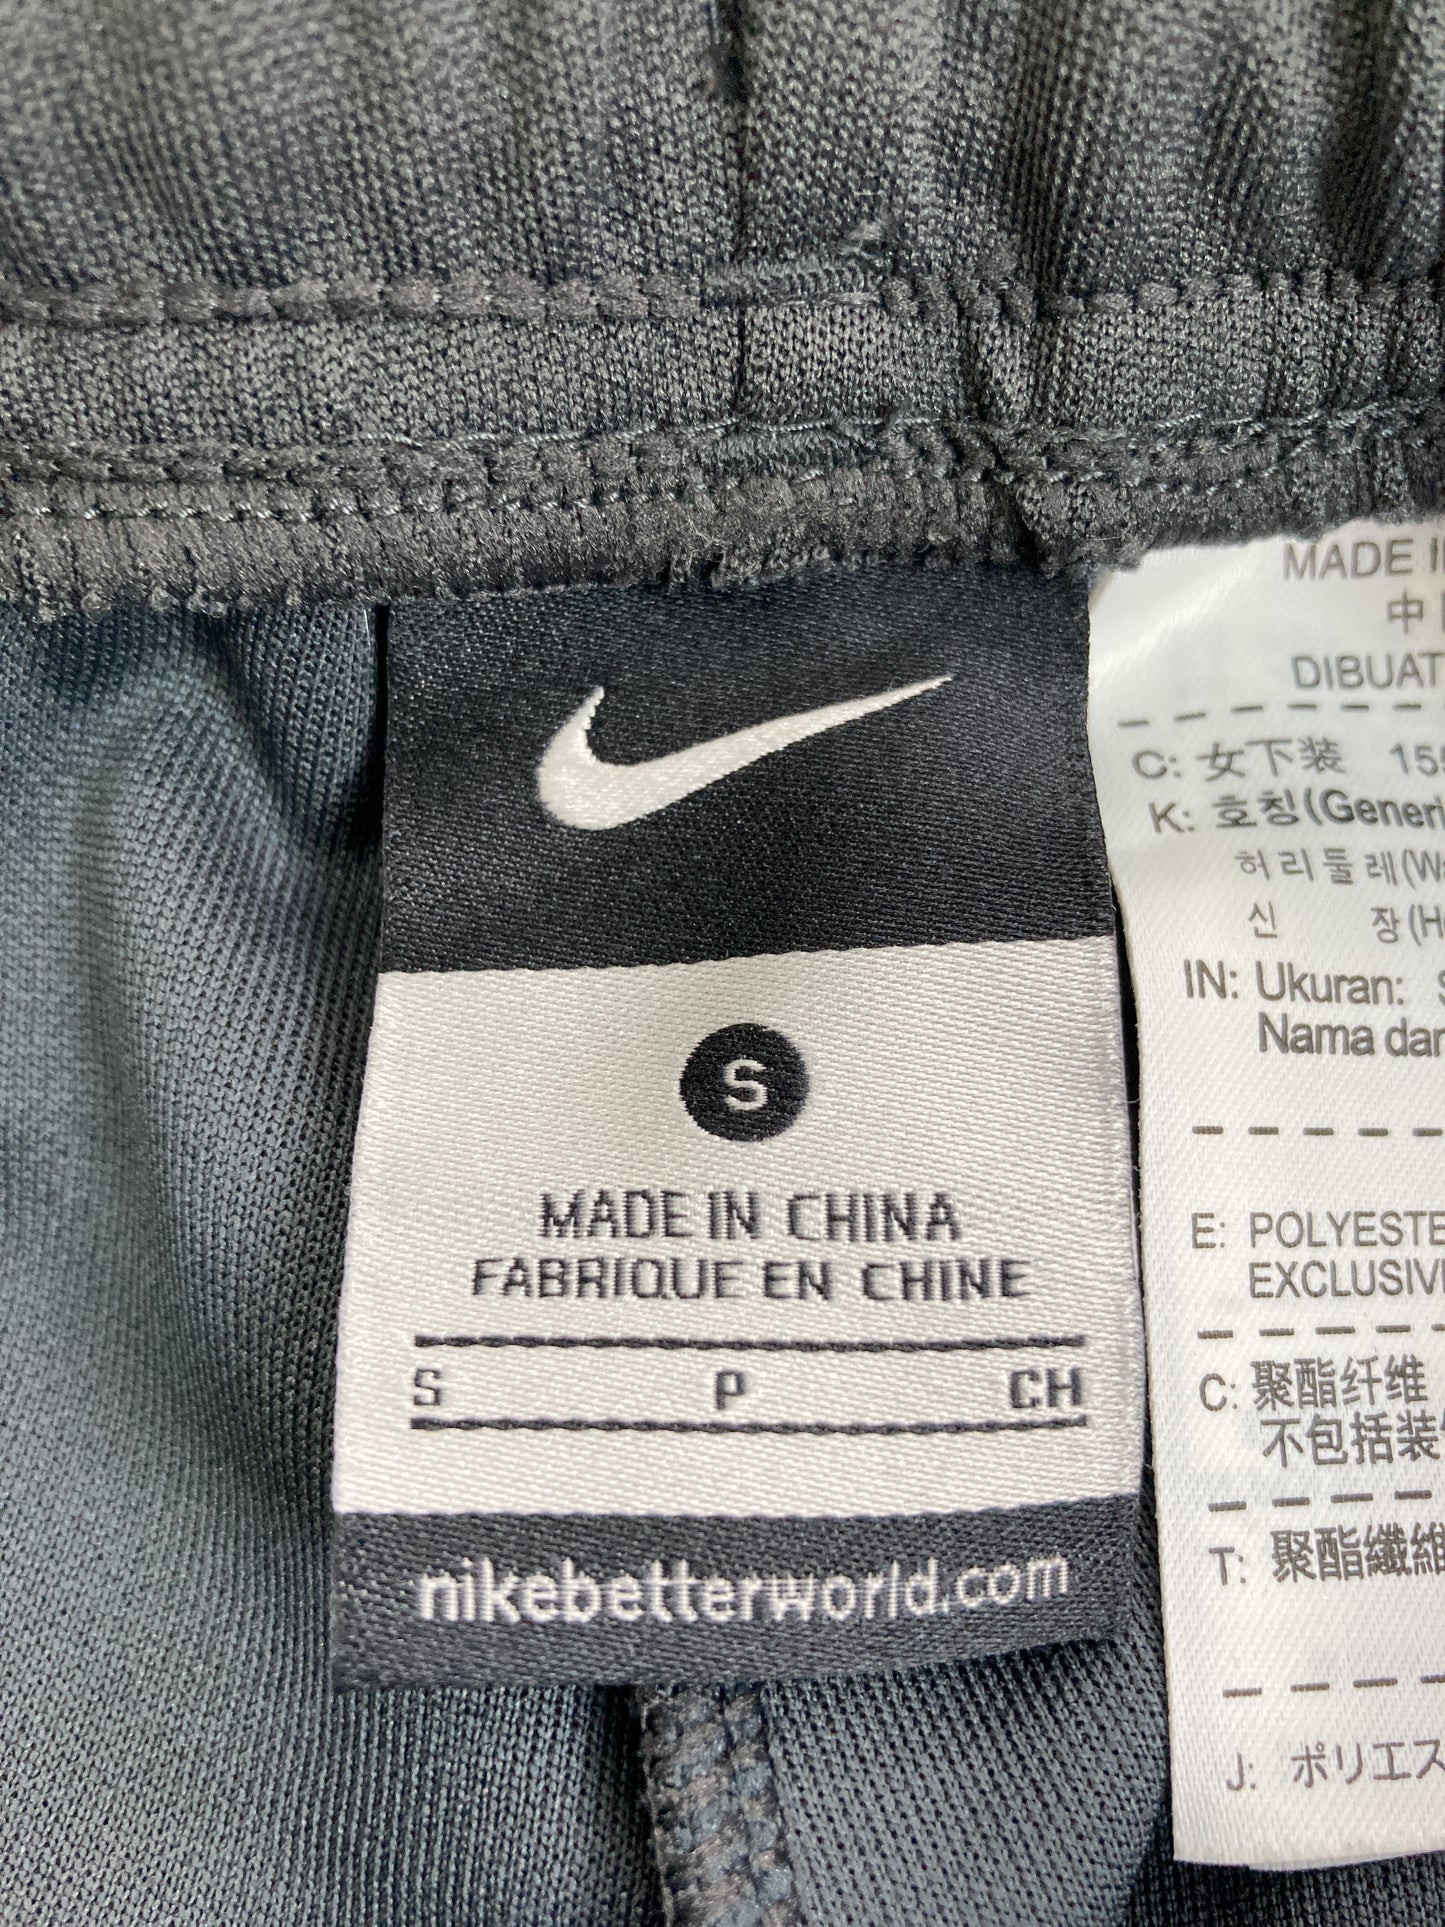 S
MADE IN CHINA
FABRIQUE EN CHINE
S P CH
nikebetterworld.com
MADE
中
DIBUAT
C: 女下装
K: 호칭(Generi
허리둘레(W
신 장(H
IN: Ukuran: S
Nama dar
E: POLYESTE
EXCLUSIV
C: 聚酯纤维
不包括装
T: 聚酯纖維
J: ポリエス